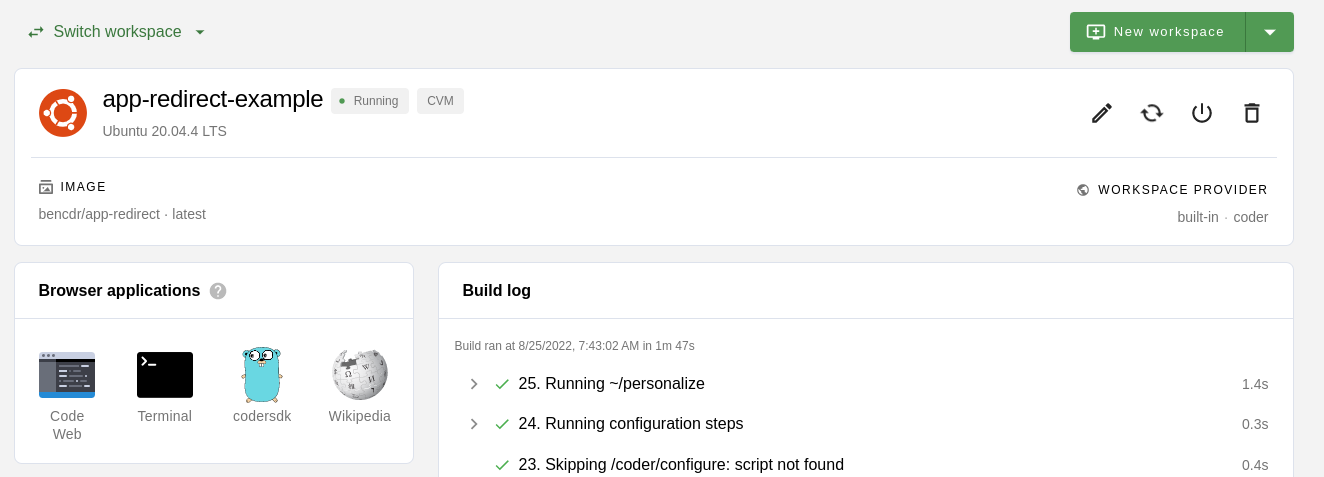 Switch workspace
New workspace
app-redirect-example
Running
CVM
Ubuntu 20.04.4 LTS
IMAGE
bencdr/app-redirect · latest
WORKSPACE PROVIDER
built-in · coder
Browser applications ?
Code Web
Terminal
codersdk
Wikipedia
Build log
Build ran at 8/25/2022, 7:43:02 AM in 1m 47s
25. Running ~/personalize 1.4s
24. Running configuration steps 0.3s
23. Skipping /coder/configure: script not found 0.4s